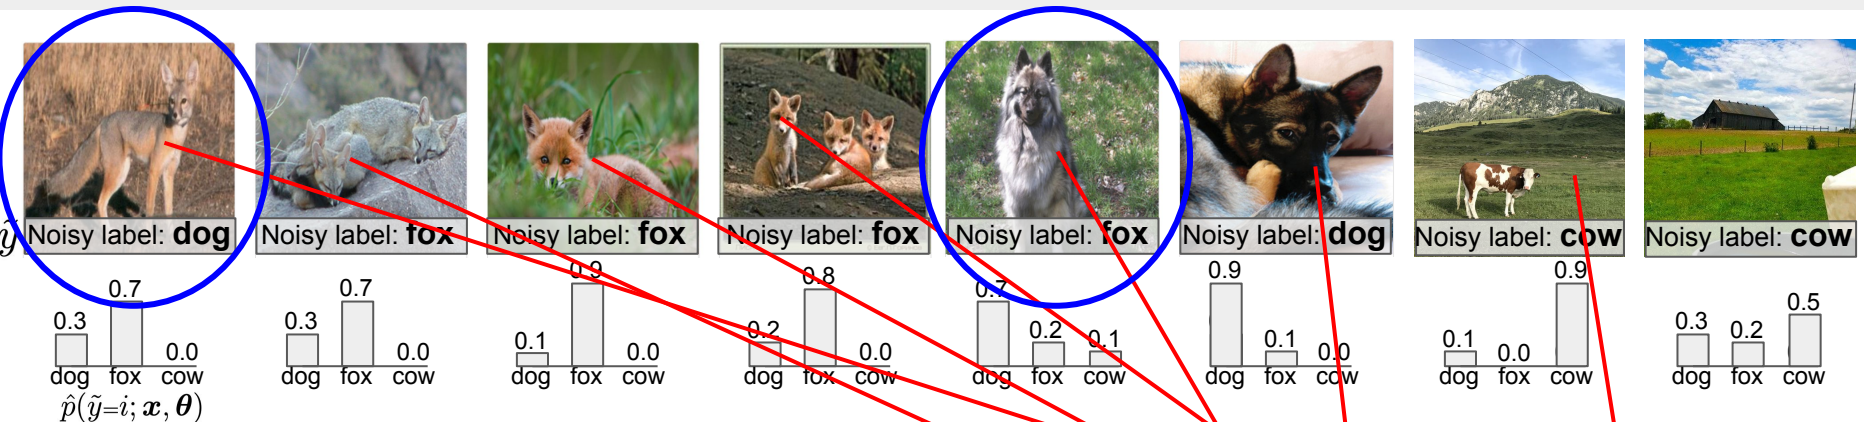 ỹ Noisy label: dog
Noisy label: fox
Noisy label: fox
Noisy label: fox
Noisy label: fox
Noisy label: dog
Noisy label: cow
Noisy label: cow
0.3 0.7 0.0
dog fox cow
0.3 0.7 0.0
dog fox cow
0.1 0.9 0.0
dog fox cow
0.2 0.8 0.0
dog fox cow
0.7 0.2 0.1
dog fox cow
0.9 0.1 0.0
dog fox cow
0.1 0.0 0.9
dog fox cow
0.3 0.2 0.5
dog fox cow
p̂(ỹ=i; x, θ)